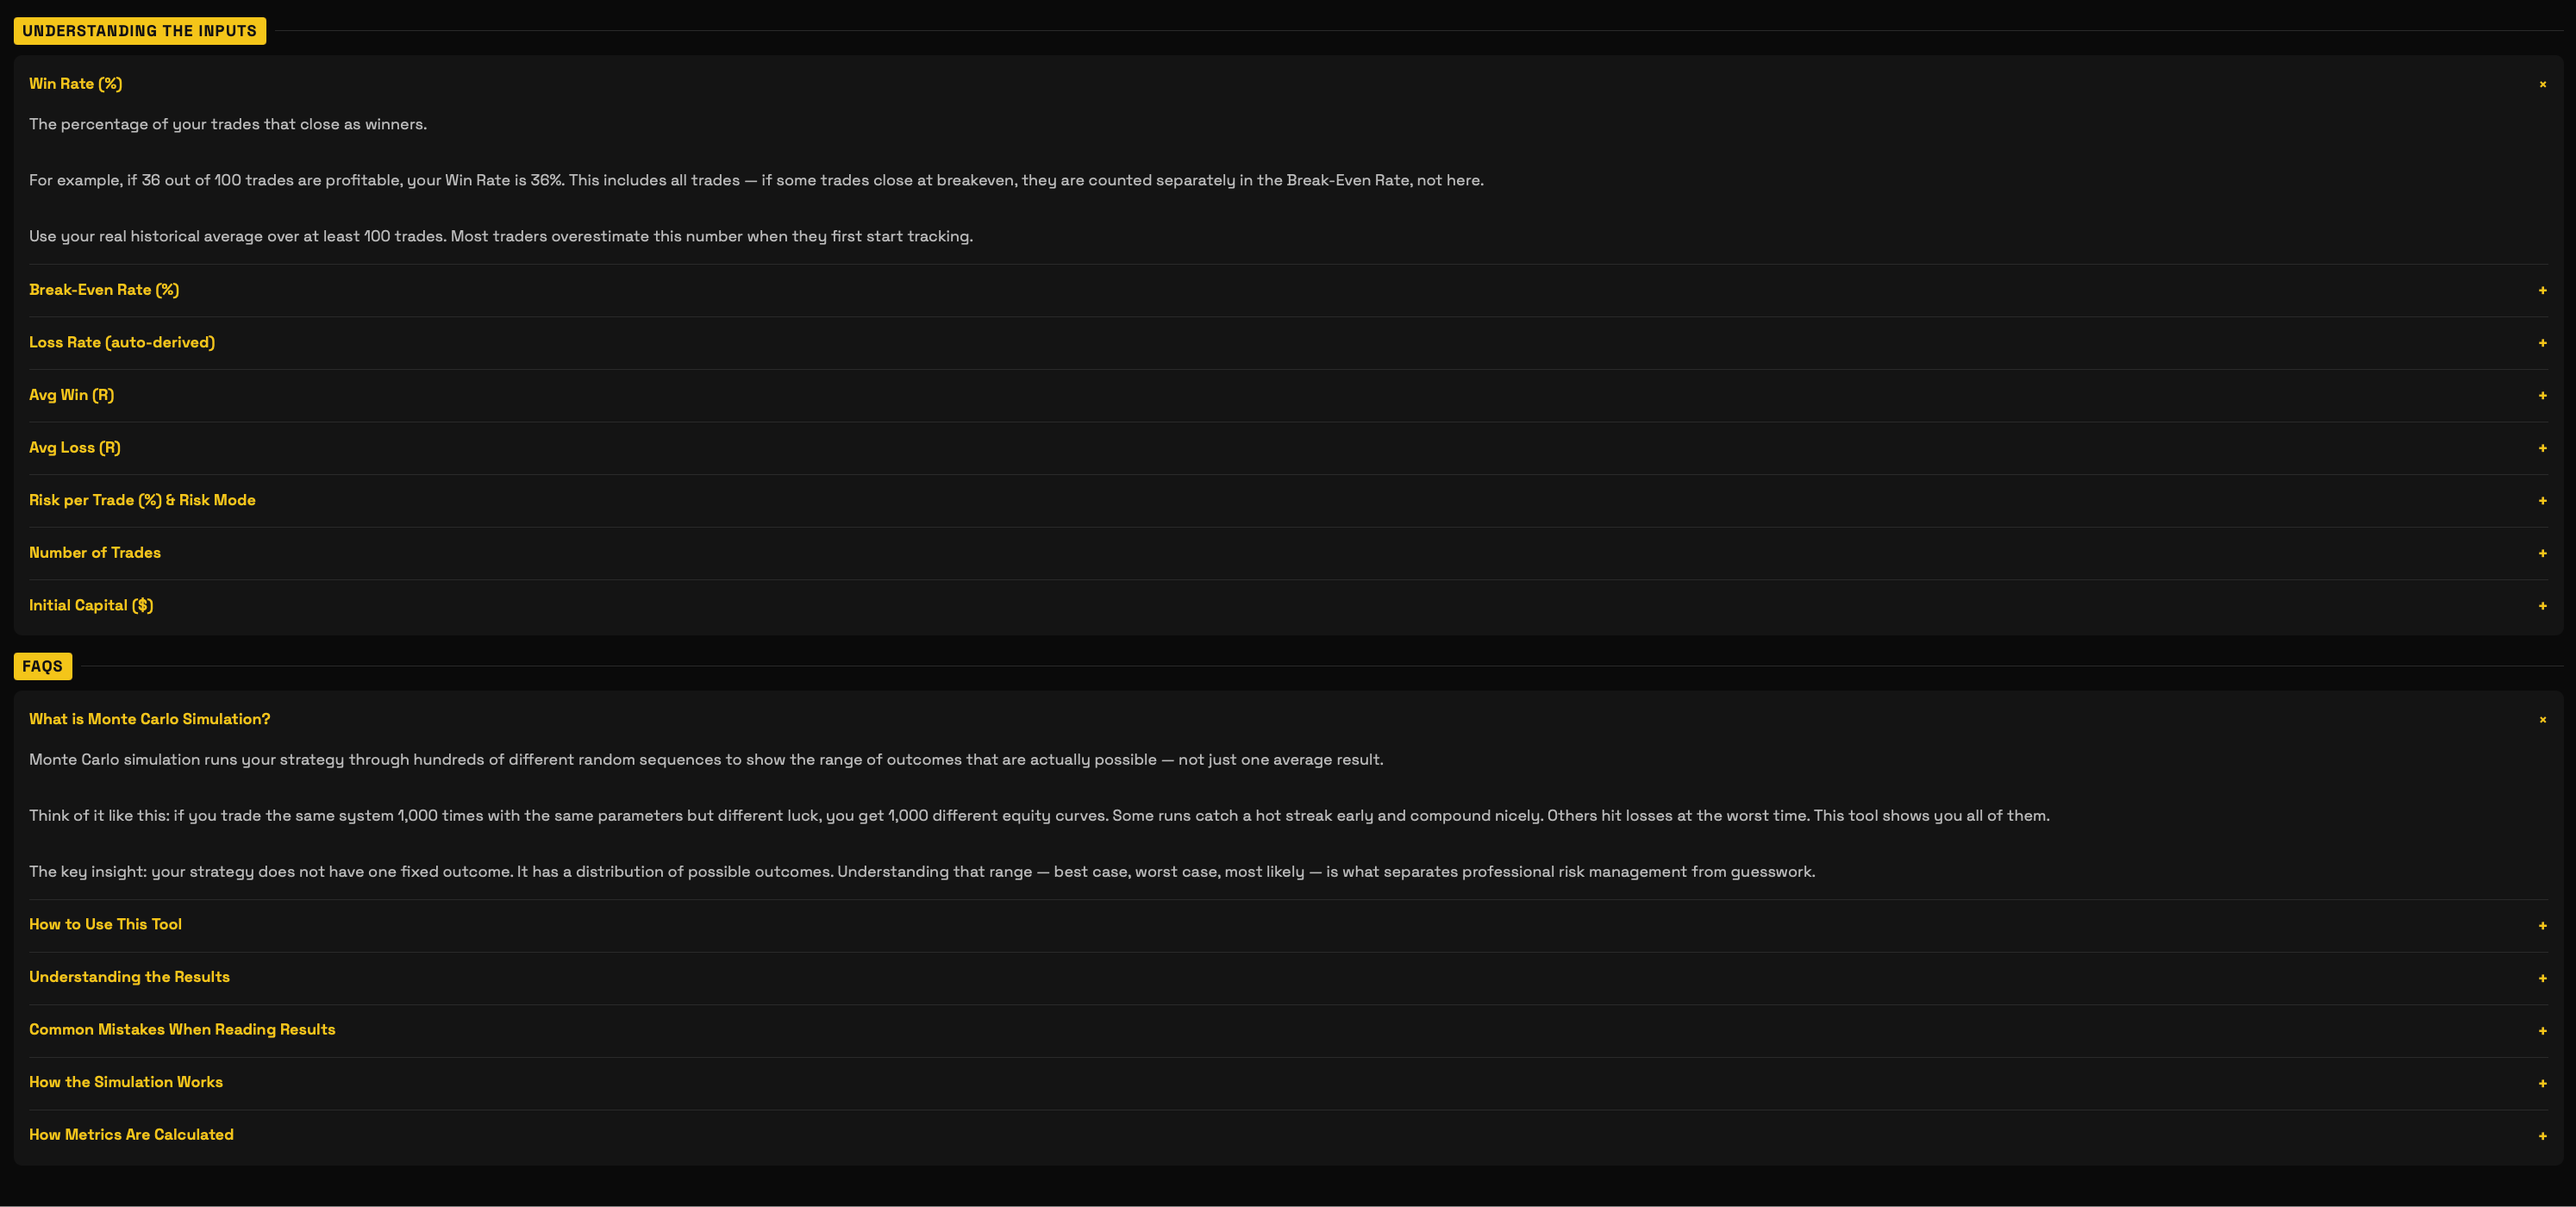 UNDERSTANDING THE INPUTS
Win Rate (%) ×
The percentage of your trades that close as winners.
For example, if 36 out of 100 trades are profitable, your Win Rate is 36%. This includes all trades — if some trades close at breakeven, they are counted separately in the Break-Even Rate, not here.
Use your real historical average over at least 100 trades. Most traders overestimate this number when they first start tracking.
Break-Even Rate (%) +
Loss Rate (auto-derived) +
Avg Win (R) +
Avg Loss (R) +
Risk per Trade (%) & Risk Mode +
Number of Trades +
Initial Capital ($) +
FAQS
What is Monte Carlo Simulation? ×
Monte Carlo simulation runs your strategy through hundreds of different random sequences to show the range of outcomes that are actually possible — not just one average result.
Think of it like this: if you trade the same system 1,000 times with the same parameters but different luck, you get 1,000 different equity curves. Some runs catch a hot streak early and compound nicely. Others hit losses at the worst time. This tool shows you all of them.
The key insight: your strategy does not have one fixed outcome. It has a distribution of possible outcomes. Understanding that range — best case, worst case, most likely — is what separates professional risk management from guesswork.
How to Use This Tool +
Understanding the Results +
Common Mistakes When Reading Results +
How the Simulation Works +
How Metrics Are Calculated +